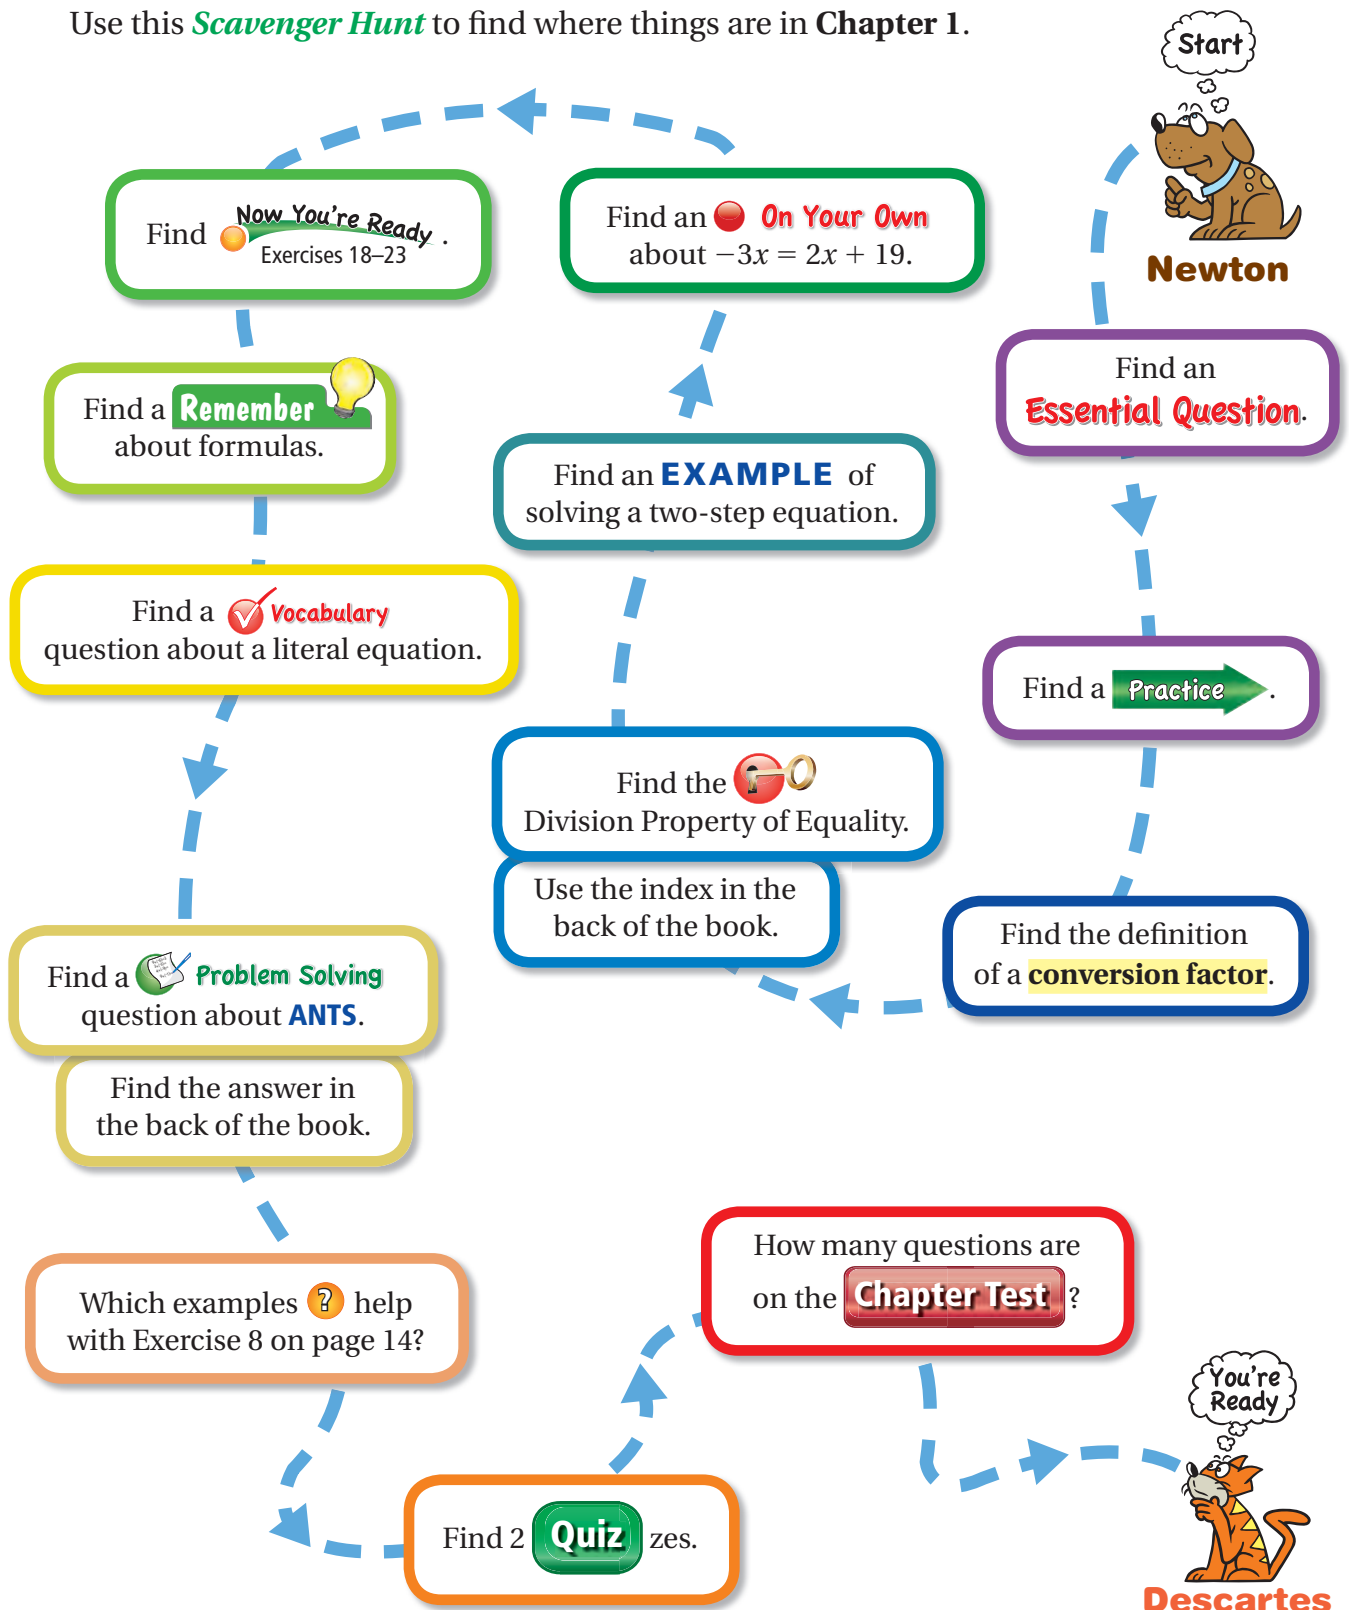 Use this Scavenger Hunt to find where things are in Chapter 1.
Start
Newton
Find an
Essential Question.
Find a Practice.
Find the definition
of a conversion factor.
Find the
Division Property of Equality.
Use the index in the
back of the book.
Find an EXAMPLE of
solving a two-step equation.
Find an On Your Own
about −3x = 2x + 19.
Find Now You're Ready.
Exercises 18–23
Find a Remember
about formulas.
Find a Vocabulary
question about a literal equation.
Find a Problem Solving
question about ANTS.
Find the answer in
the back of the book.
Which examples ? help
with Exercise 8 on page 14?
Find 2 Quiz zes.
How many questions are
on the Chapter Test ?
You're
Ready
Descartes